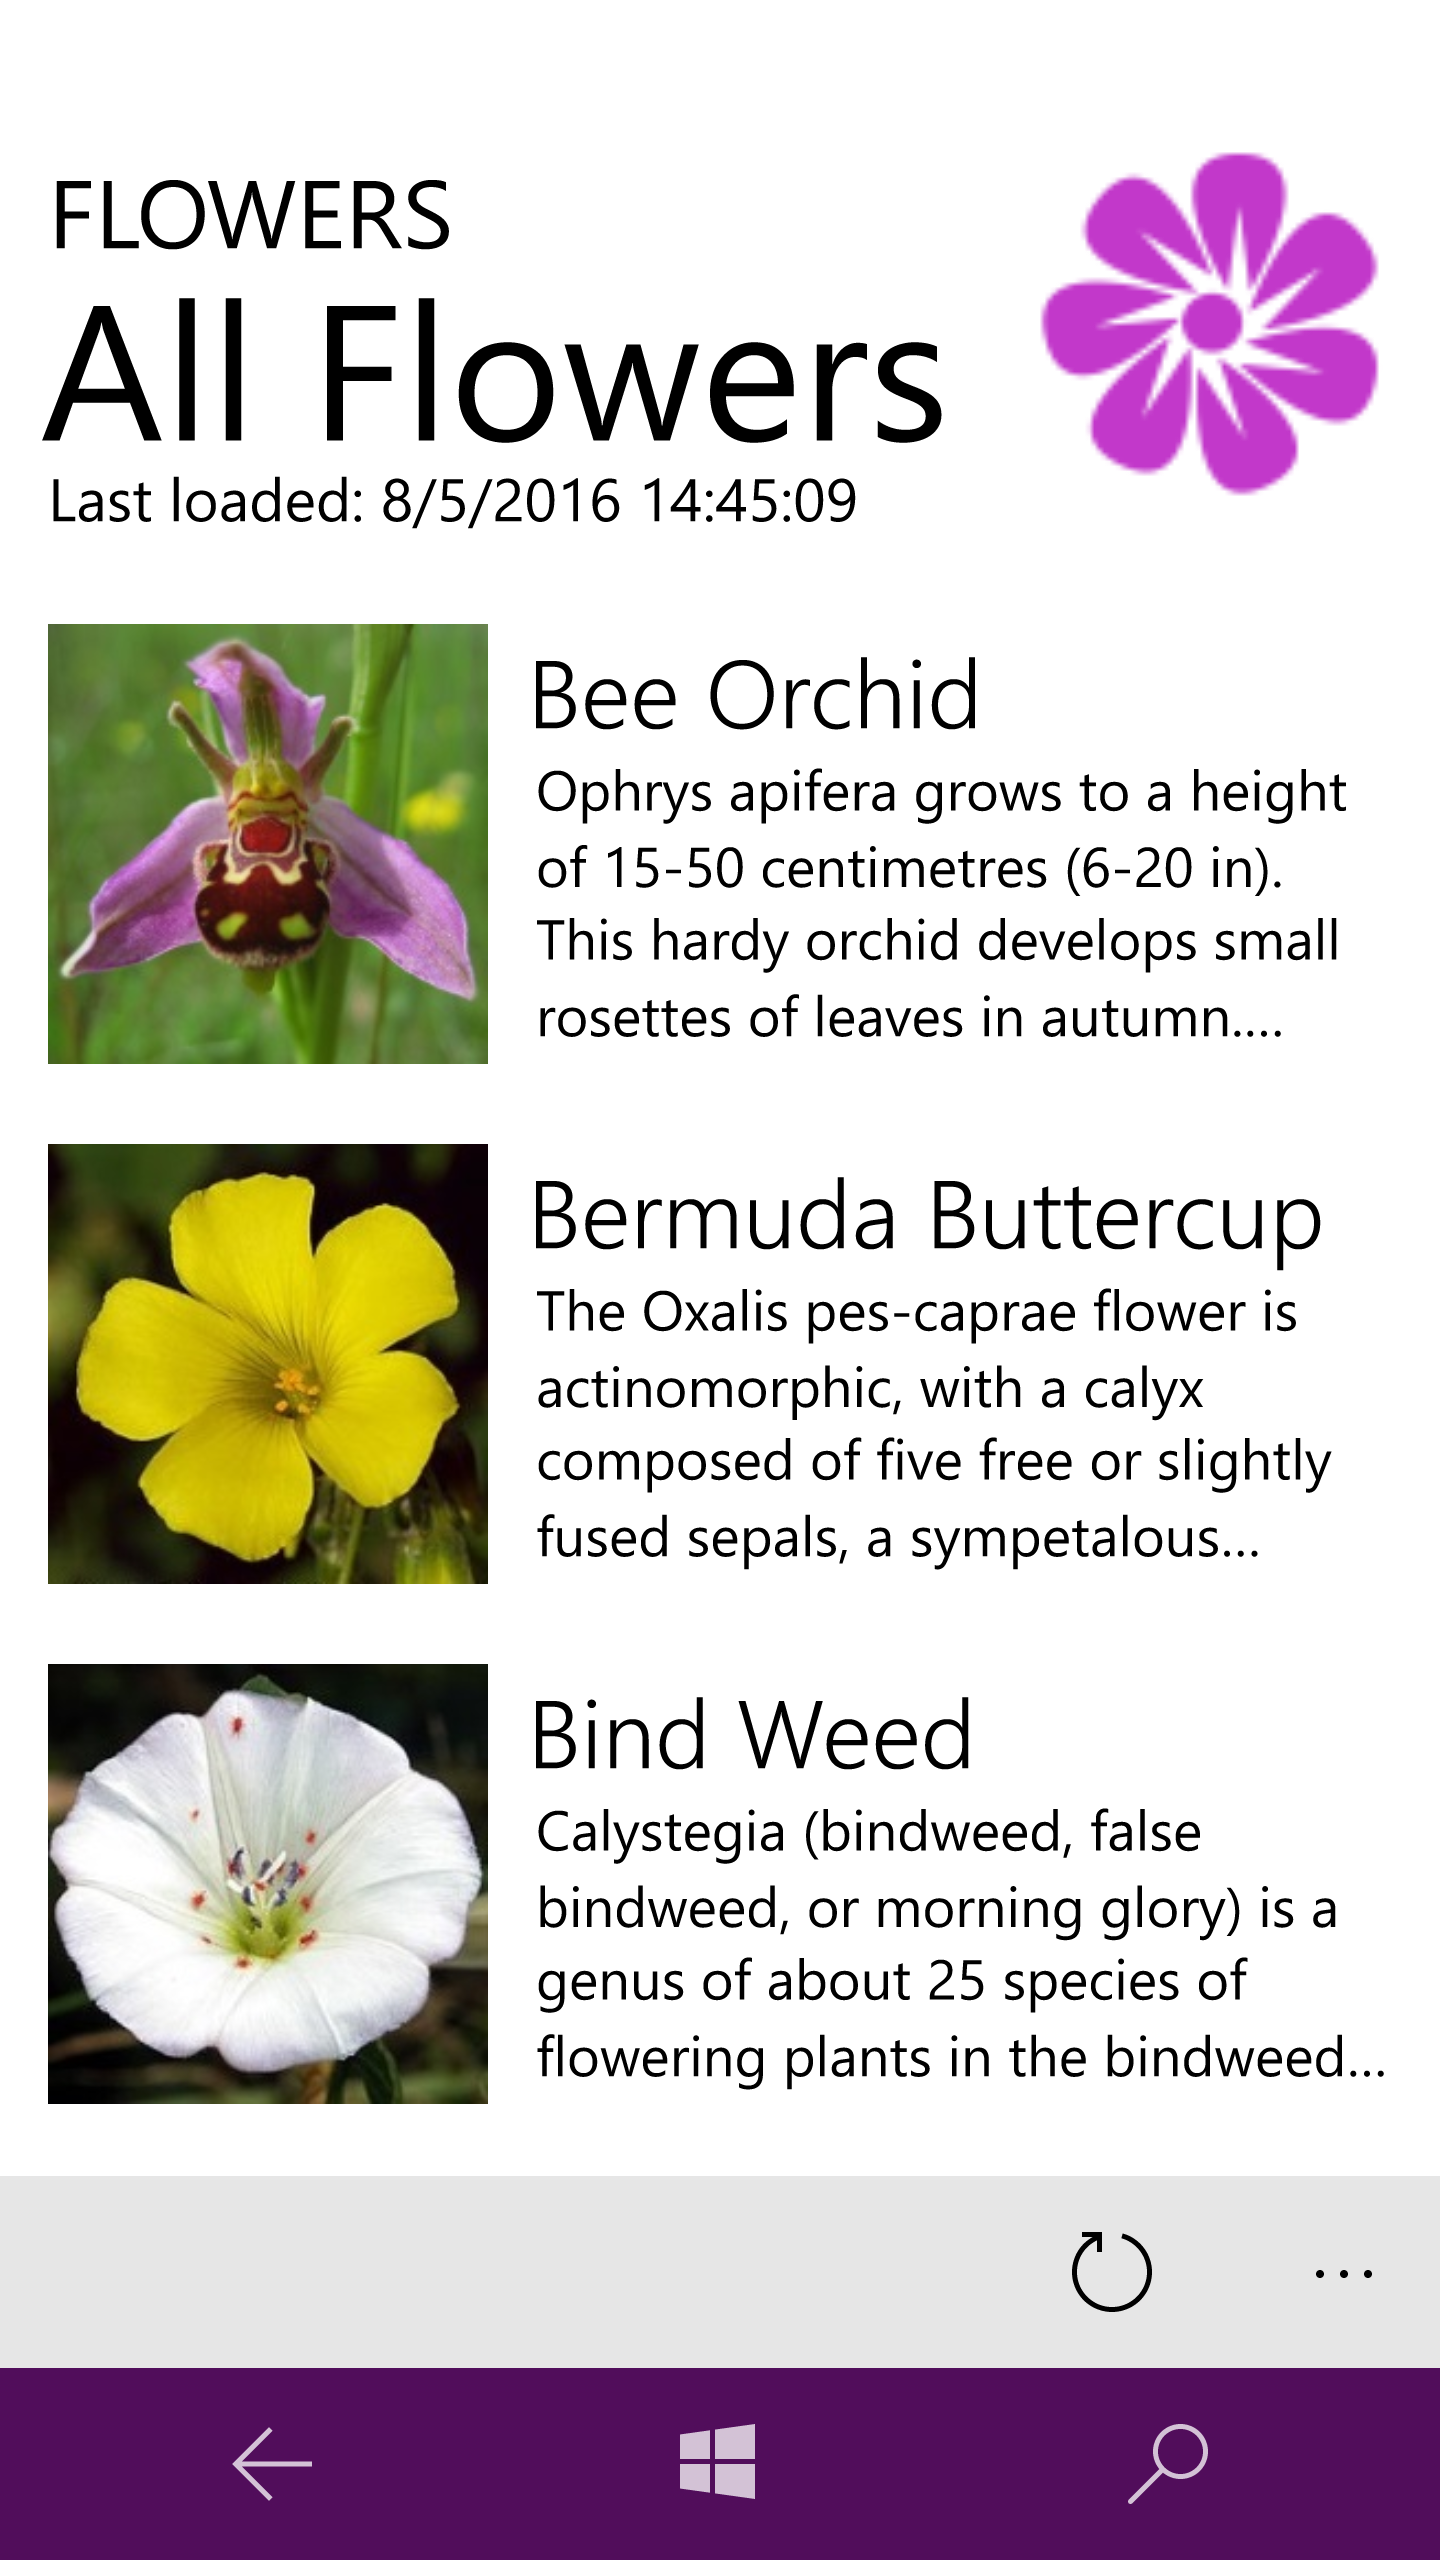 FLOWERS
All Flowers
Last loaded: 8/5/2016 14:45:09
Bee Orchid
Ophrys apifera grows to a height
of 15-50 centimetres (6-20 in).
This hardy orchid develops small
rosettes of leaves in autumn....
Bermuda Buttercup
The Oxalis pes-caprae flower is
actinomorphic, with a calyx
composed of five free or slightly
fused sepals, a sympetalous...
Bind Weed
Calystegia (bindweed, false
bindweed, or morning glory) is a
genus of about 25 species of
flowering plants in the bindweed...